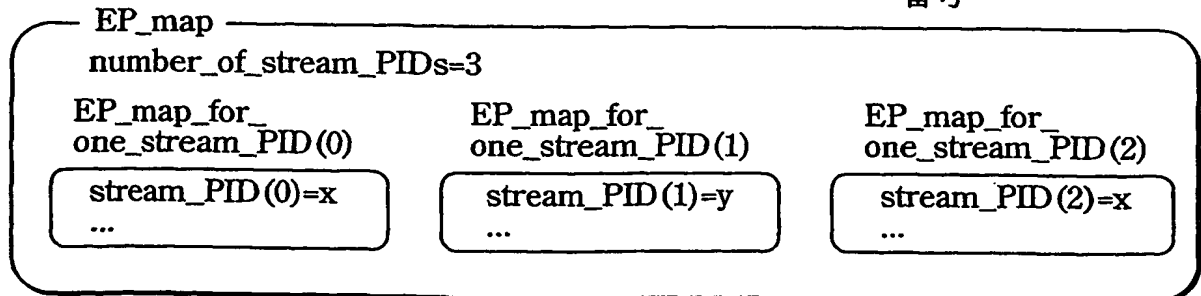 EP_map
number_of_stream_PIDs=3
EP_map_for_
one_stream_PID(0)
EP_map_for_
one_stream_PID(1)
EP_map_for_
one_stream_PID(2)
stream_PID(0)=x
...
stream_PID(1)=y
...
stream_PID(2)=x
...